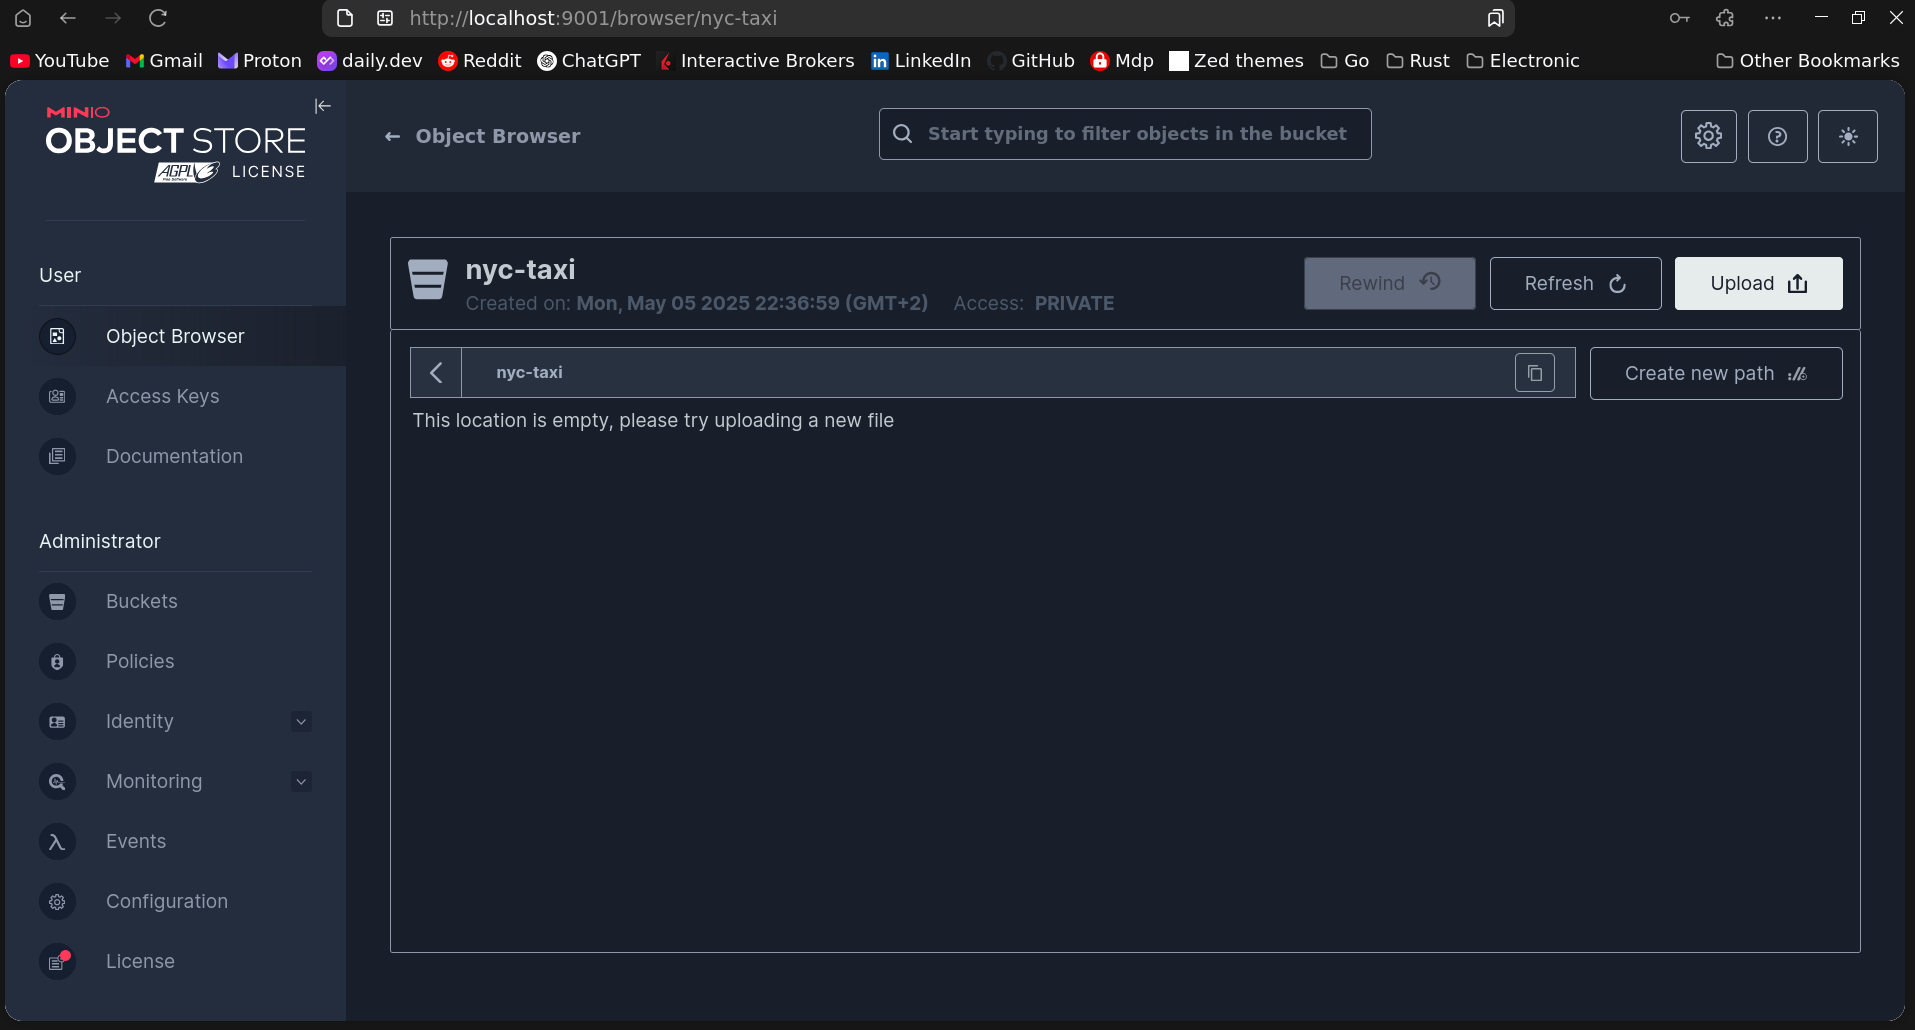 http://localhost:9001/browser/nyc-taxi
YouTube Gmail Proton daily.dev Reddit ChatGPT Interactive Brokers LinkedIn GitHub Mdp Zed themes Go Rust Electronic Other Bookmarks
MINIO
OBJECT STORE
AGPL LICENSE
User
Object Browser
Access Keys
Documentation
Administrator
Buckets
Policies
Identity
Monitoring
Events
Configuration
License
Object Browser
Start typing to filter objects in the bucket
nyc-taxi
Created on: Mon, May 05 2025 22:36:59 (GMT+2) Access: PRIVATE
Rewind
Refresh
Upload
nyc-taxi
Create new path
This location is empty, please try uploading a new file